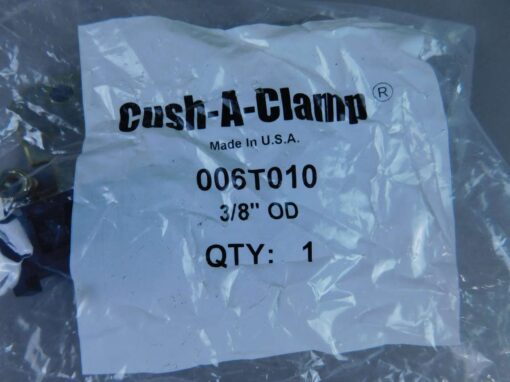 Cush-A-Clamp®
Made In U.S.A.
006T010
3/8" OD
QTY: 1